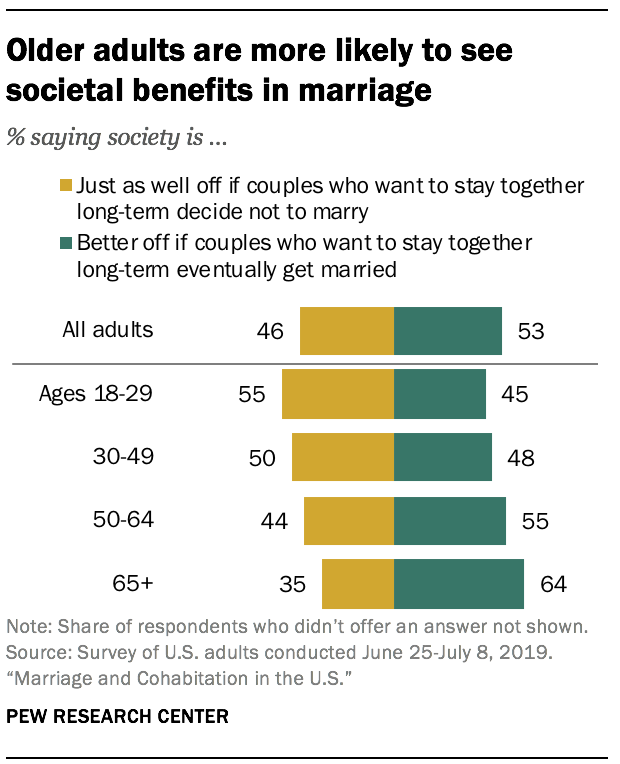 Older adults are more likely to see
societal benefits in marriage
% saying society is ...
Just as well off if couples who want to stay together
long-term decide not to marry
Better off if couples who want to stay together
long-term eventually get married
All adults 46 53
Ages 18-29 55 45
30-49 50 48
50-64 44 55
65+ 35 64
Note: Share of respondents who didn’t offer an answer not shown.
Source: Survey of U.S. adults conducted June 25-July 8, 2019.
“Marriage and Cohabitation in the U.S.”
PEW RESEARCH CENTER